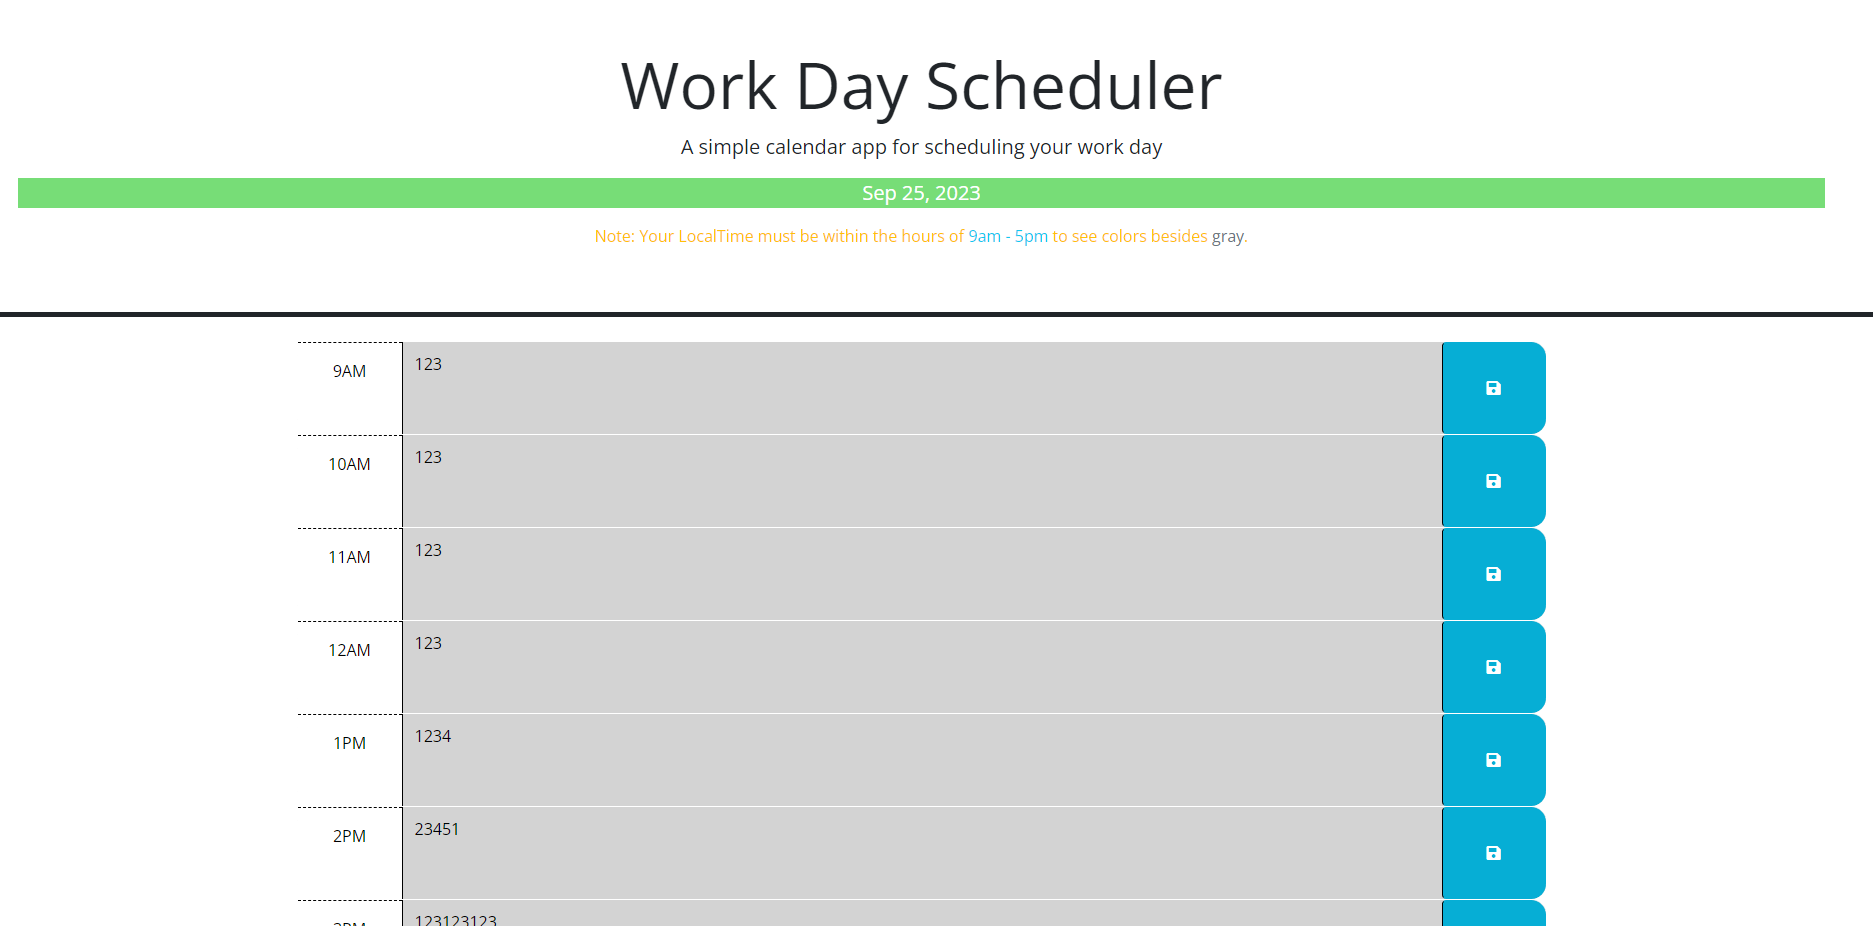 Work Day Scheduler
A simple calendar app for scheduling your work day
Sep 25, 2023
Note: Your LocalTime must be within the hours of 9am - 5pm to see colors besides gray.
9AM 123
10AM 123
11AM 123
12AM 123
1PM 1234
2PM 23451
123123123